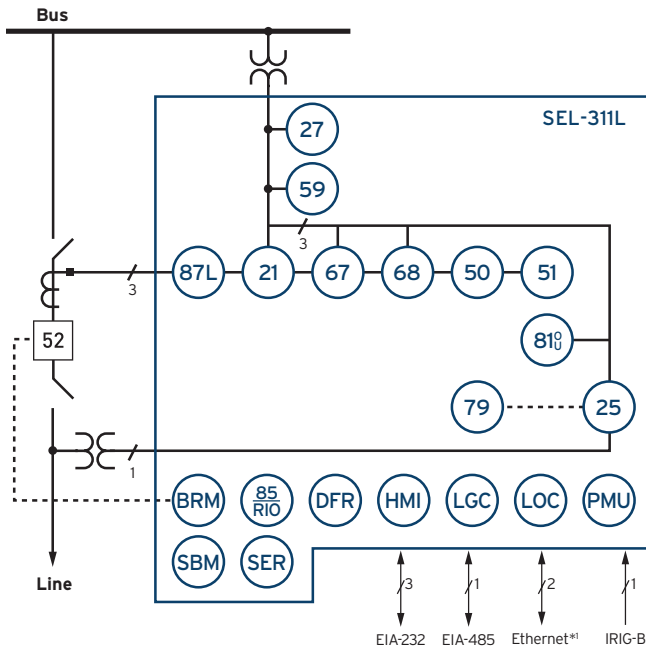 Bus
SEL-311L
27
59
3
3
87L 21 67 68 50 51
52
81 O U
79 25
1
BRM 85 RIO DFR HMI LGC LOC PMU
SBM SER
Line
3 1 2 1
EIA-232 EIA-485 Ethernet*1 IRIG-B